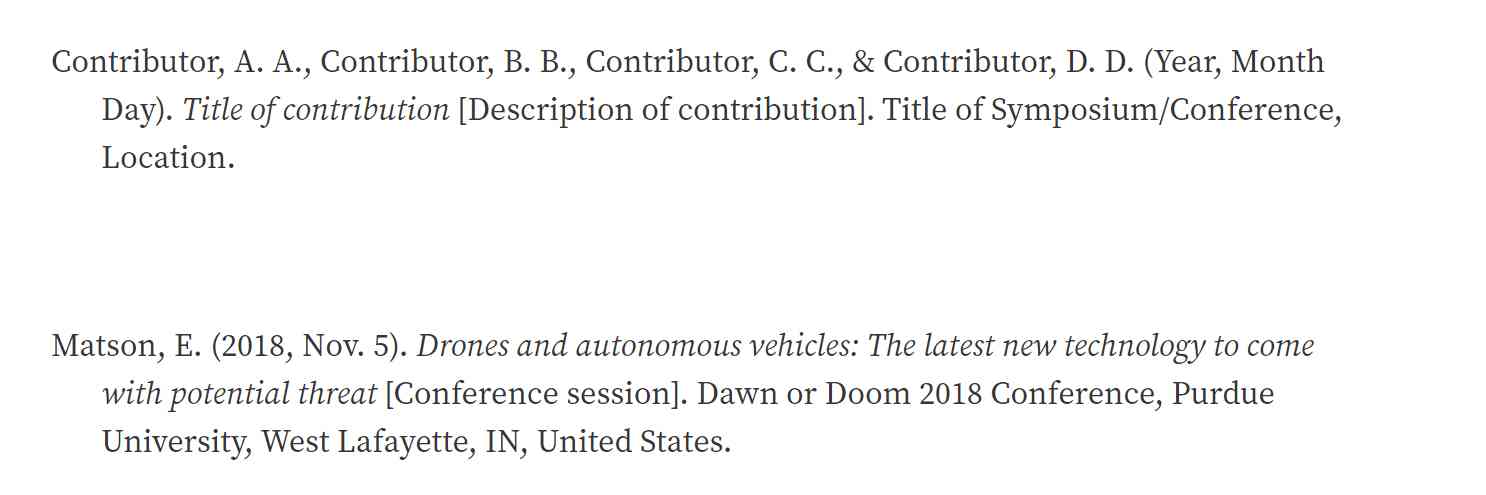 Contributor, A. A., Contributor, B. B., Contributor, C. C., & Contributor, D. D. (Year, Month
Day). Title of contribution [Description of contribution]. Title of Symposium/Conference,
Location.
Matson, E. (2018, Nov. 5). Drones and autonomous vehicles: The latest new technology to come
with potential threat [Conference session]. Dawn or Doom 2018 Conference, Purdue
University, West Lafayette, IN, United States.